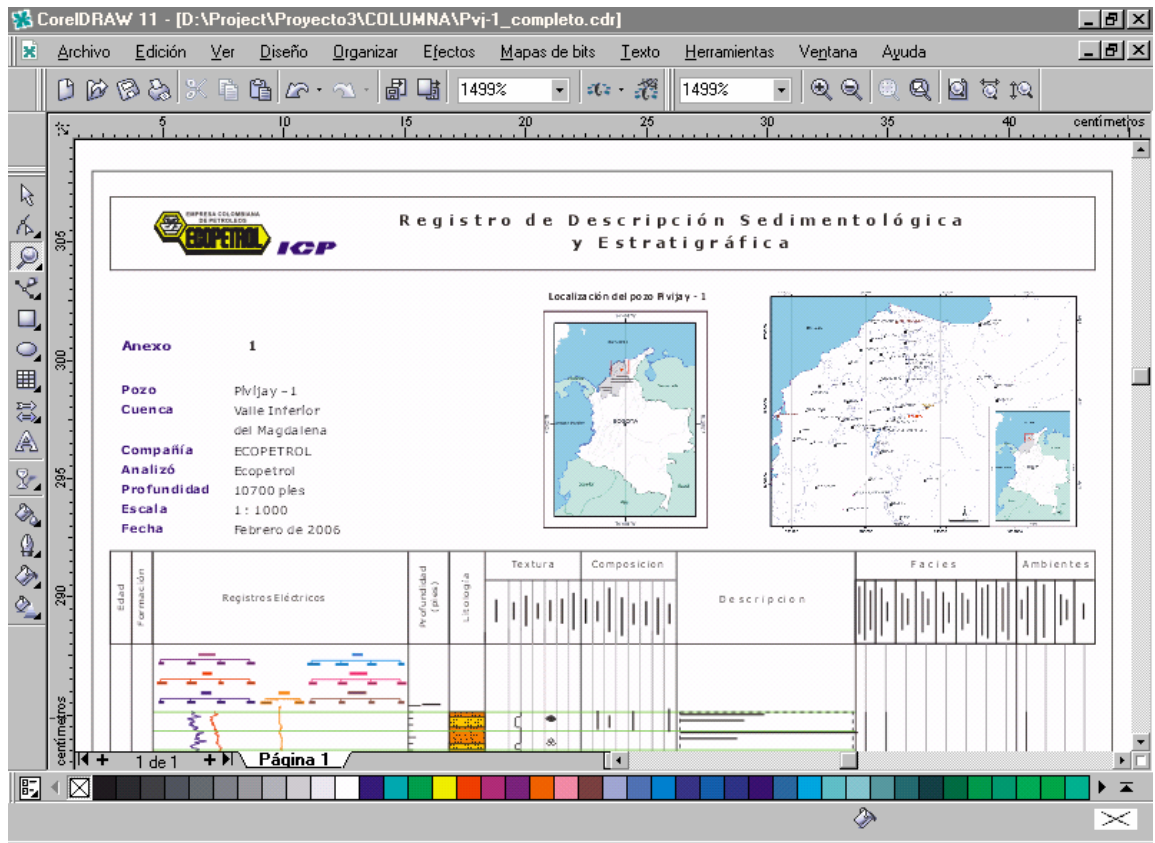 CorelDRAW 11 - [D:\Project\Proyecto3\COLUMNA\Pvj-1_completo.cdr]
Archivo Edición Ver Diseño Organizar Efectos Mapas de bits Texto Herramientas Ventana Ayuda
1499% 1499%
5 10 15 20 25 30 35 40 centímetros
305
300
295
290
centímetros
EMPRESA COLOMBIANA
DE PETROLEOS
ECOPETROL ICP
Registro de Descripción Sedimentológica
y Estratigráfica
Localización del pozo Pivijay - 1
BOGOTA
Anexo 1
Pozo Pivijay - 1
Cuenca Valle Inferior
del Magdalena
Compañía ECOPETROL
Analizó Ecopetrol
Profundidad 10700 pies
Escala 1 : 1000
Fecha Febrero de 2006
Edad
Formación
Registros Eléctricos
Profundidad
(pies)
Litología
Textura Composicion
Descripcion
Facies
Ambientes
1 de 1 Página 1